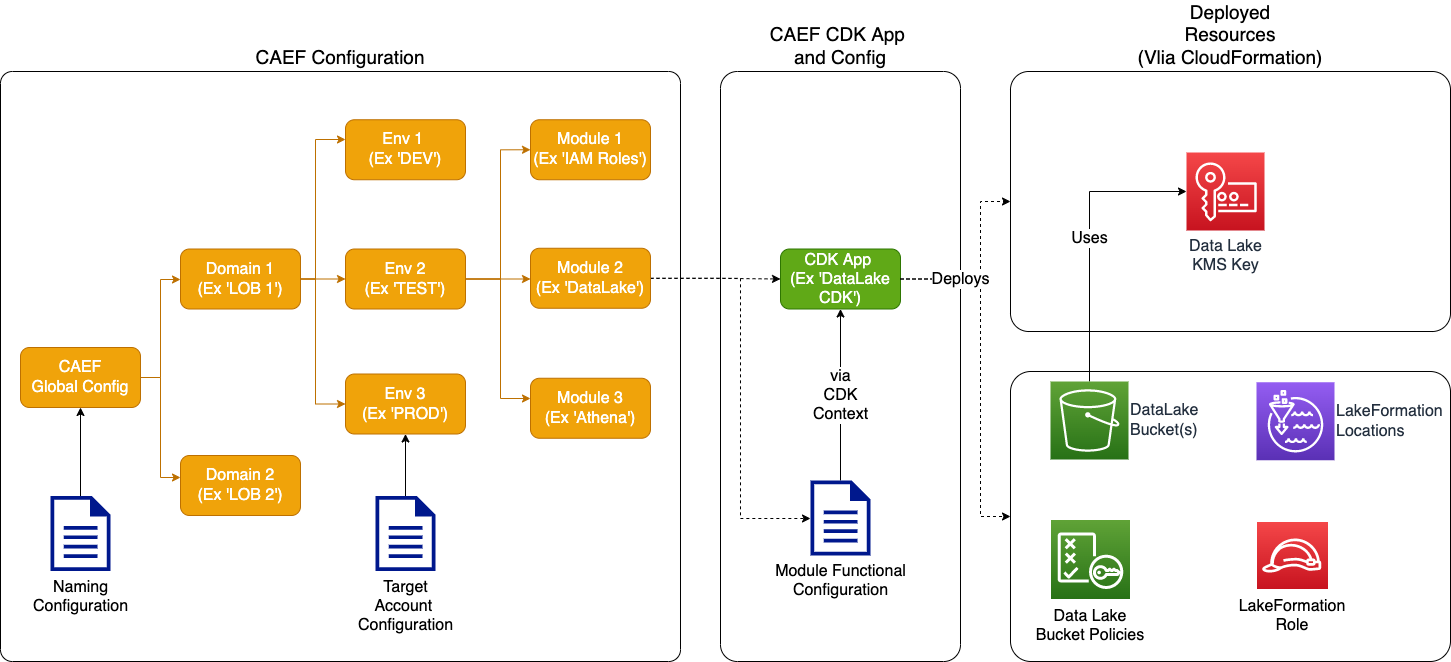 CAEF Configuration
CAEF CDK App
and Config
Deployed
Resources
(Vlia CloudFormation)
CAEF
Global Config
Naming
Configuration
Domain 1
(Ex 'LOB 1')
Domain 2
(Ex 'LOB 2')
Env 1
(Ex 'DEV')
Env 2
(Ex 'TEST')
Env 3
(Ex 'PROD')
Target
Account
Configuration
Module 1
(Ex 'IAM Roles')
Module 2
(Ex 'DataLake')
Module 3
(Ex 'Athena')
CDK App
(Ex 'DataLake
CDK')
via
CDK
Context
Module Functional
Configuration
Deploys
Uses
Data Lake
KMS Key
DataLake
Bucket(s)
LakeFormation
Locations
Data Lake
Bucket Policies
LakeFormation
Role